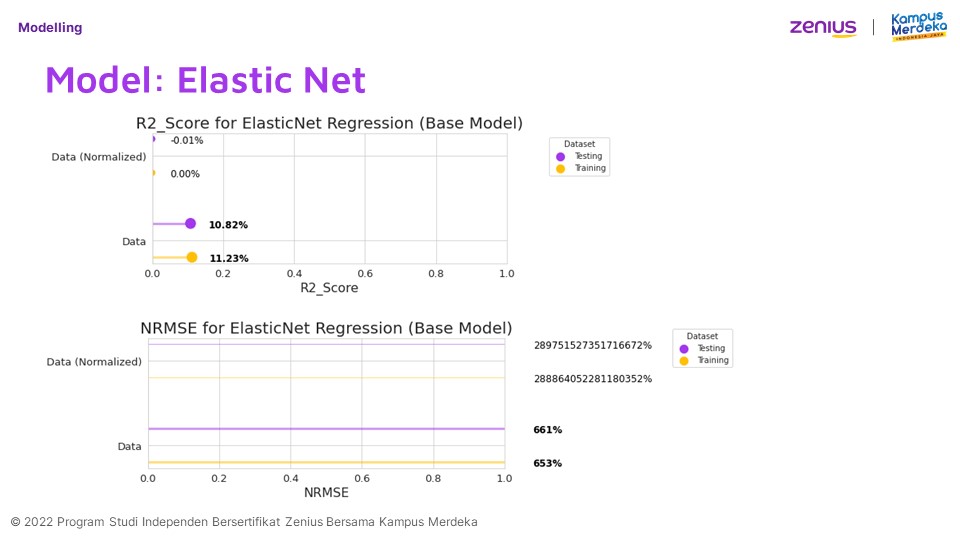 Modelling
zenius
Kampus
Merdeka
INDONESIA JAYA
Model: Elastic Net
R2_Score for ElasticNet Regression (Base Model)
Data (Normalized)
-0.01%
0.00%
Data
10.82%
11.23%
0.0 0.2 0.4 0.6 0.8 1.0
R2_Score
Dataset
Testing
Training
NRMSE for ElasticNet Regression (Base Model)
Data (Normalized)
289751527351716672%
288864052281180352%
Data
661%
653%
0.0 0.2 0.4 0.6 0.8 1.0
NRMSE
Dataset
Testing
Training
© 2022 Program Studi Independen Bersertifikat Zenius Bersama Kampus Merdeka